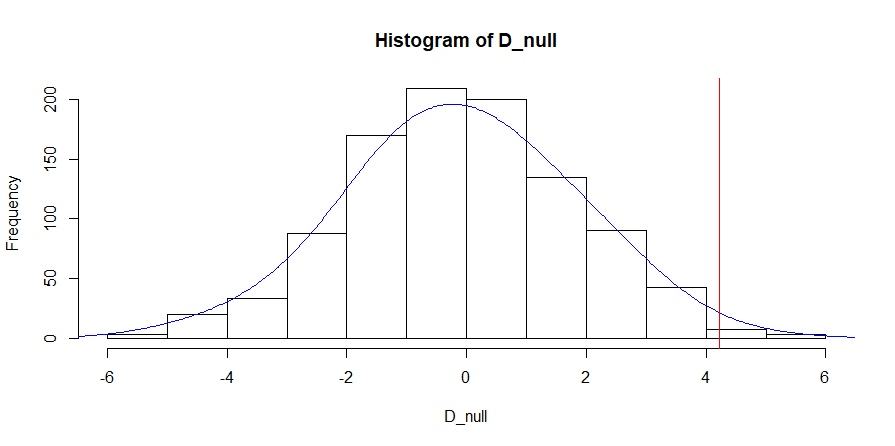 Histogram of D_null
Frequency
200
150
100
50
0
-6 -4 -2 0 2 4 6
D_null